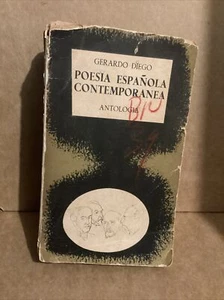 GERARDO DIEGO
POESIA ESPAÑOLA
CONTEMPORANEA
ANTOLOGIA